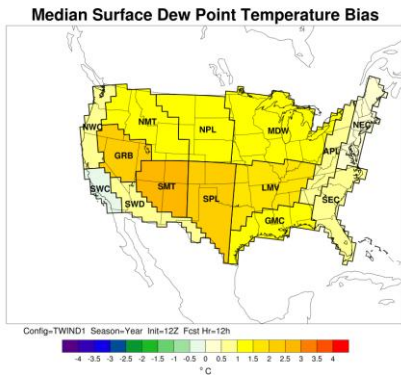 Median Surface Dew Point Temperature Bias
NWC
NMT
NPL
MDW
NEC
GRB
APL
SWC
SWD
SMT
SPL
LMV
SEC
GMC
Config=TWIND1 Season=Year Init=12Z Fcst Hr=12h
-4 -3.5 -3 -2.5 -2 -1.5 -1 -0.5 0 0.5 1 1.5 2 2.5 3 3.5 4
° C